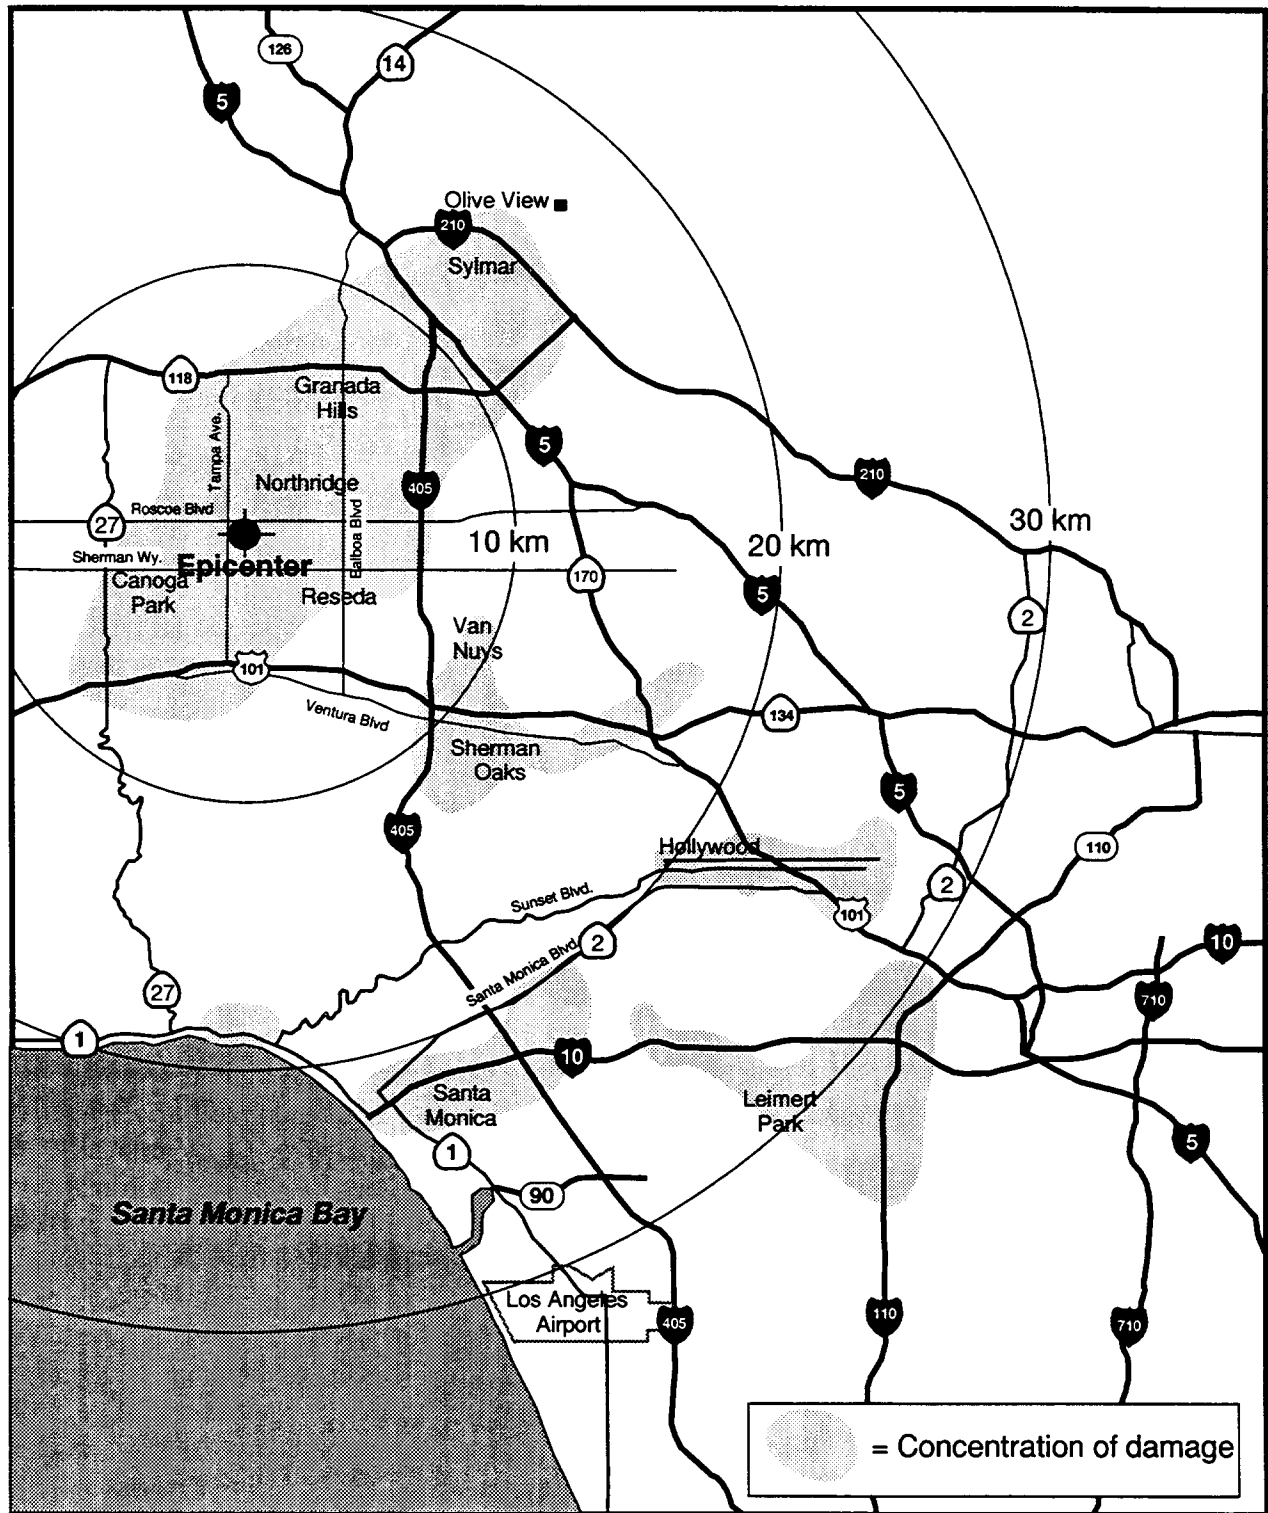 126
14
5
Olive View
210
Sylmar
118
Granada
Hills
Tampa Ave.
5
Northridge
405
210
Balboa Blvd
Roscoe Blvd
27
10 km
20 km
30 km
Sherman Wy.
Epicenter
Canoga
Park
Reseda
170
5
2
Van
Nuys
101
Ventura Blvd
134
Sherman
Oaks
5
405
Hollywood
110
2
Sunset Blvd.
101
Santa Monica Blvd.
2
10
27
710
1
10
Santa
Monica
Leimert
Park
1
5
90
Santa Monica Bay
Los Angeles
Airport
405
110
710
= Concentration of damage